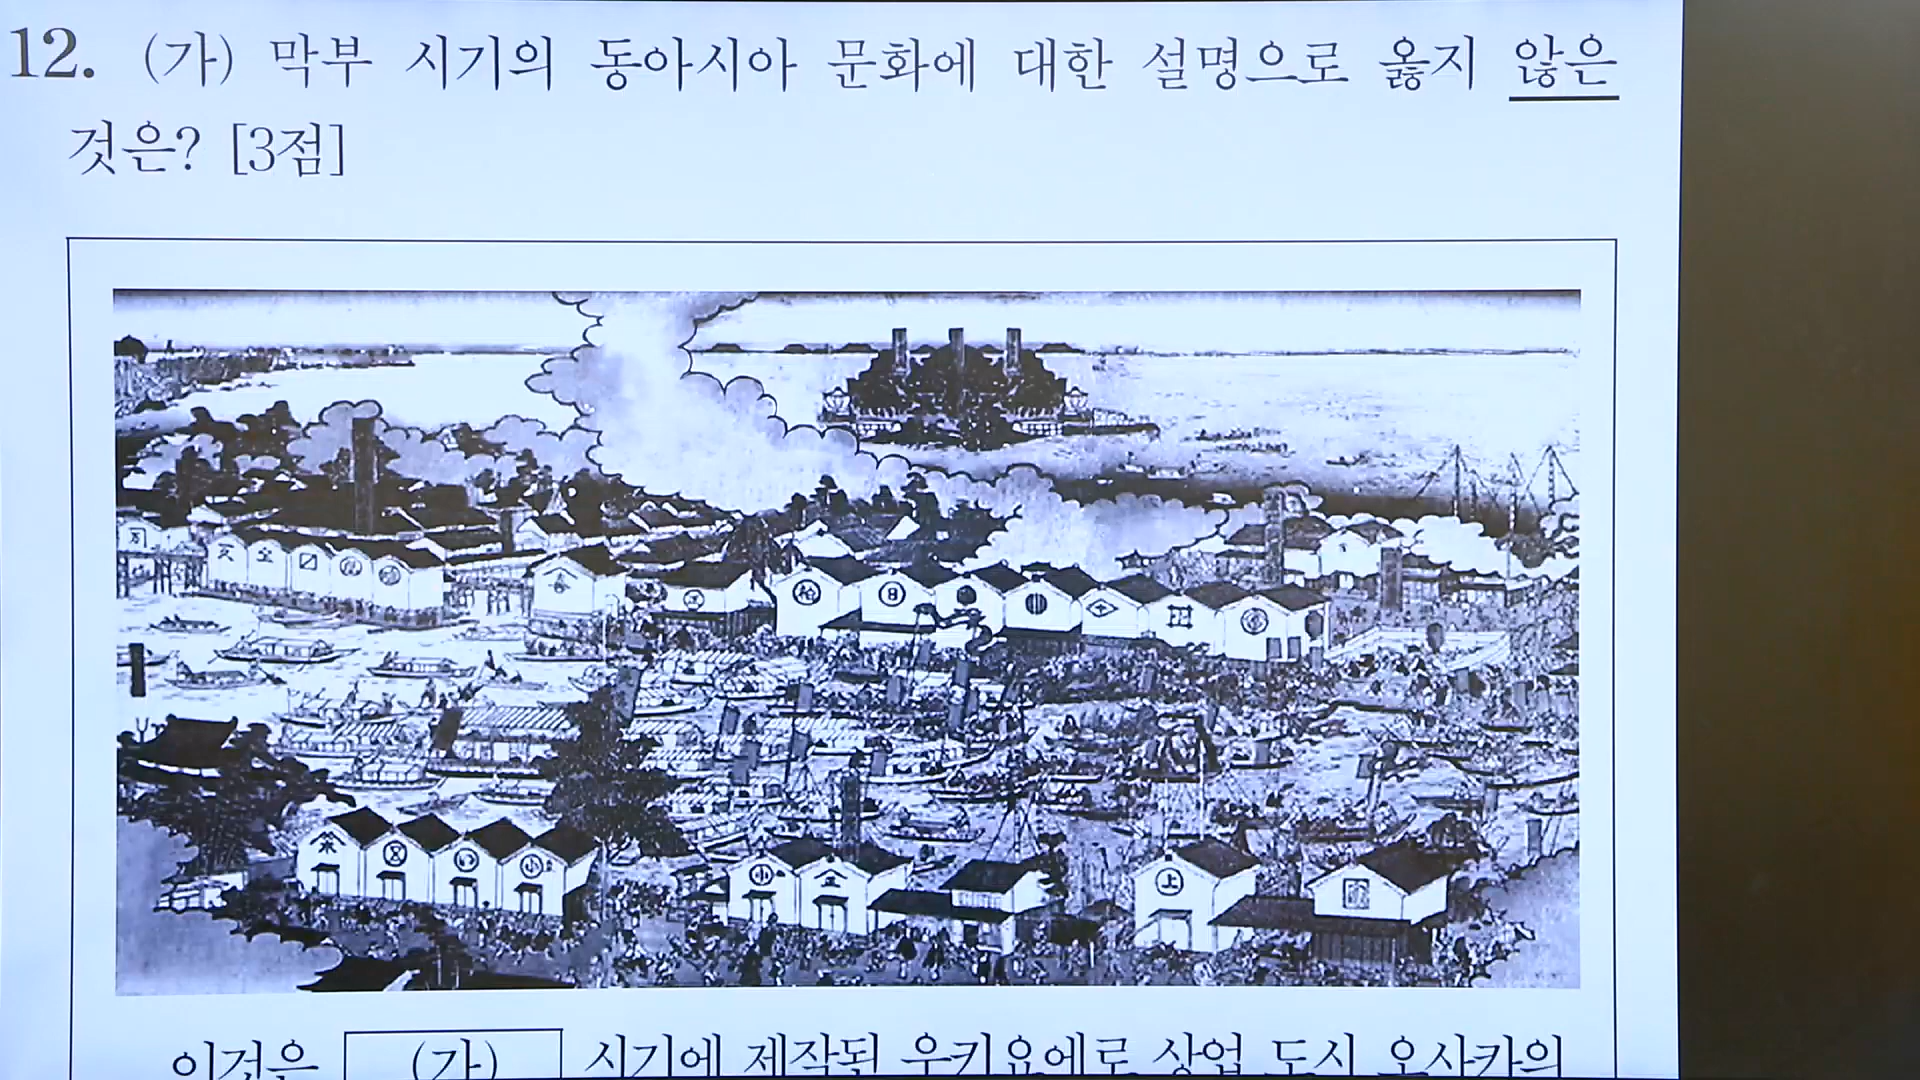 12. (가) 막부 시기의 동아시아 문화에 대한 설명으로 옳지 않은
것은? [3점]
이것은 (가) 시기에 제작된 우키요에로 상업 도시 오사카의